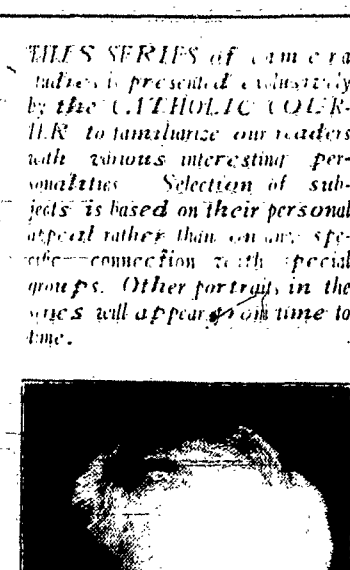 THIS SERIES of camera
studies is presented exclusively
by the CATHOLIC COUR-
IER to familiarize our readers
with various interesting per-
sonalities. Selection of sub-
jects is based on their personal
appeal rather than on any spe-
cific connection with special
groups. Other portraits in the
series will appear from time to
time.